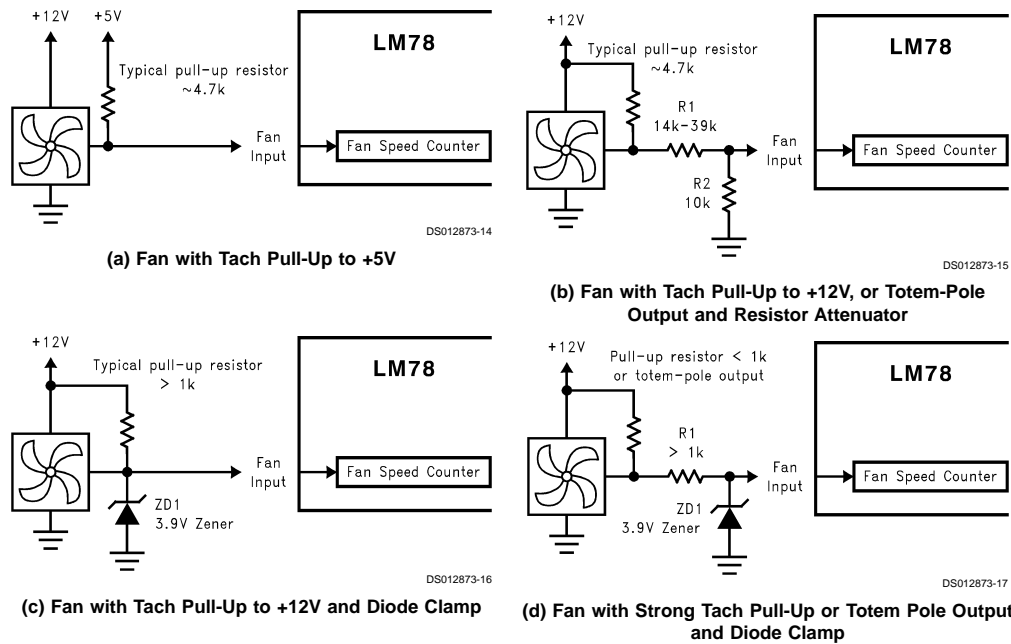 +12V +5V
LM78
Typical pull-up resistor
~4.7k
Fan
Input
Fan Speed Counter
DS012873-14
(a) Fan with Tach Pull-Up to +5V
+12V
LM78
Typical pull-up resistor
~4.7k
R1
14k-39k
Fan
Input
Fan Speed Counter
R2
10k
DS012873-15
(b) Fan with Tach Pull-Up to +12V, or Totem-Pole
Output and Resistor Attenuator
+12V
LM78
Typical pull-up resistor
> 1k
Fan
Input
Fan Speed Counter
ZD1
3.9V Zener
DS012873-16
(c) Fan with Tach Pull-Up to +12V and Diode Clamp
+12V
LM78
Pull-up resistor < 1k
or totem-pole output
R1
> 1k
Fan
Input
Fan Speed Counter
ZD1
3.9V Zener
DS012873-17
(d) Fan with Strong Tach Pull-Up or Totem Pole Output
and Diode Clamp